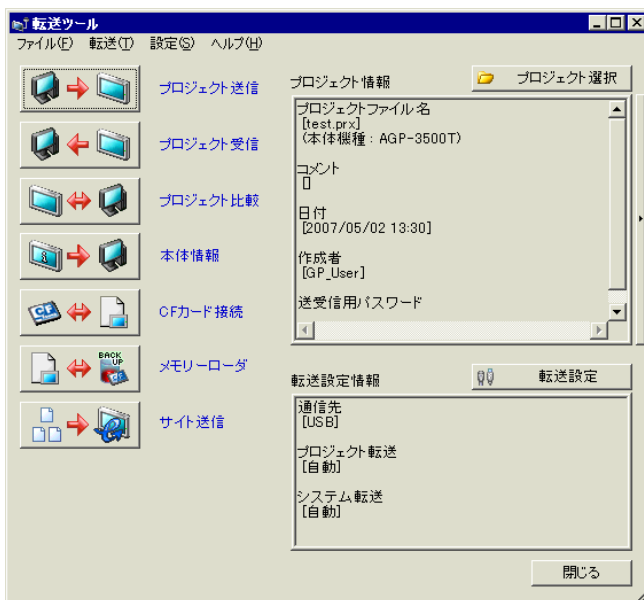 転送ツール
ファイル(F) 転送(T) 設定(S) ヘルプ(H)
プロジェクト送信
プロジェクト受信
プロジェクト比較
本体情報
CF
CFカード接続
BACK
UP
CF
メモリーローダ
サイト送信
プロジェクト情報
プロジェクト選択
プロジェクトファイル名
[test.prx]
(本体機種:AGP-3500T)
コメント
[]
日付
[2007/05/02 13:30]
作成者
[GP_User]
送受信用パスワード
転送設定情報
転送設定
通信先
[USB]
プロジェクト転送
[自動]
システム転送
[自動]
閉じる